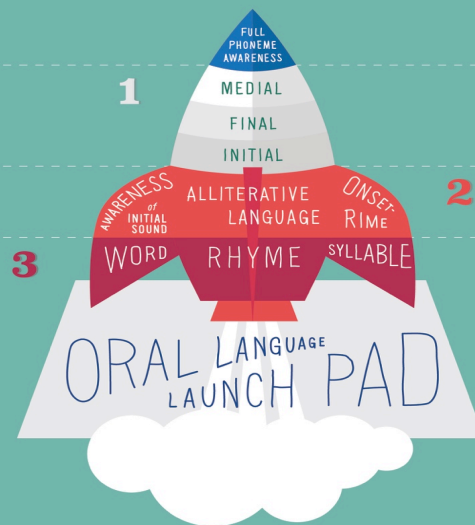 FULL
PHONEME
AWARENESS
1
MEDIAL
FINAL
INITIAL
AWARENESS
of
INITIAL
SOUND
ALLITERATIVE
LANGUAGE
ONSET-
RIME
2
3
WORD
RHYME
SYLLABLE
ORAL LANGUAGE
LAUNCH PAD